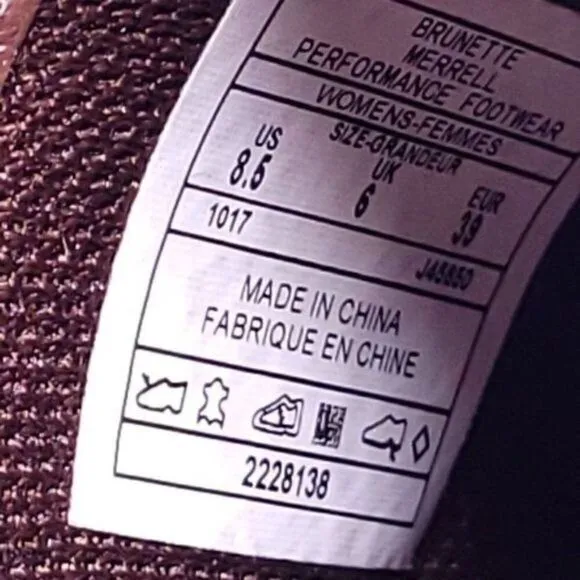 BRUNETTE
MERRELL
PERFORMANCE FOOTWEAR
WOMENS-FEMMES
SIZE-GRANDEUR
US UK EUR
8.5 6 39
1017 J45850
MADE IN CHINA
FABRIQUE EN CHINE
2228138